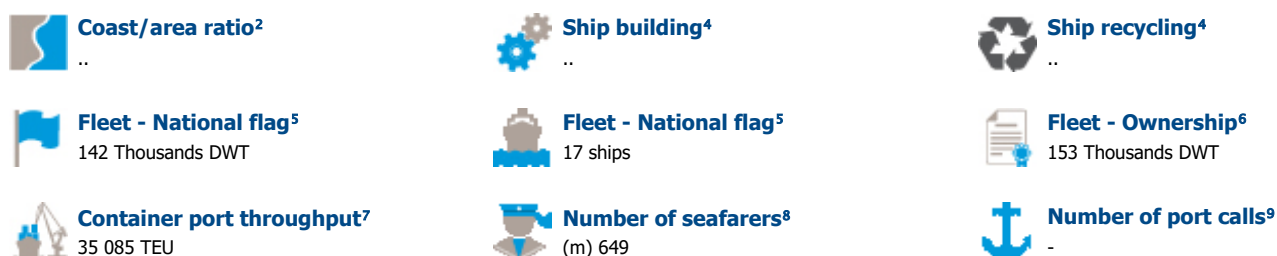 Coast/area ratio²
..
Ship building⁴
..
Ship recycling⁴
..
Fleet - National flag⁵
142 Thousands DWT
Fleet - National flag⁵
17 ships
Fleet - Ownership⁶
153 Thousands DWT
Container port throughput⁷
35 085 TEU
Number of seafarers⁸
(m) 649
Number of port calls⁹
-